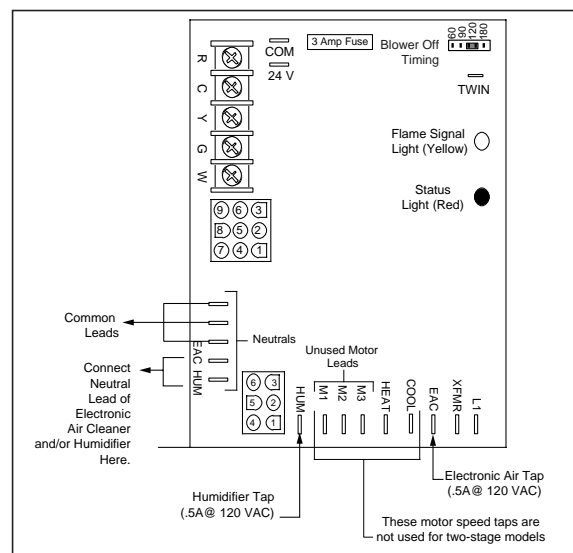 COM
24 V
3 Amp Fuse
Blower Off
Timing
60
90
120
180
TWIN
R
C
Y
G
W
Flame Signal
Light (Yellow)
Status
Light (Red)
9 6 3
8 5 2
7 4 1
Common
Leads
EAC HUM
Neutrals
Connect
Neutral
Lead of
Electronic
Air Cleaner
and/or Humidifier
Here.
6 3
5 2
4 1
Unused Motor
Leads
HUM
M1
M2
M3
HEAT
COOL
EAC
XFMR
L1
Humidifier Tap
(.5A@ 120 VAC)
Electronic Air Tap
(.5A@ 120 VAC)
These motor speed taps are
not used for two-stage models